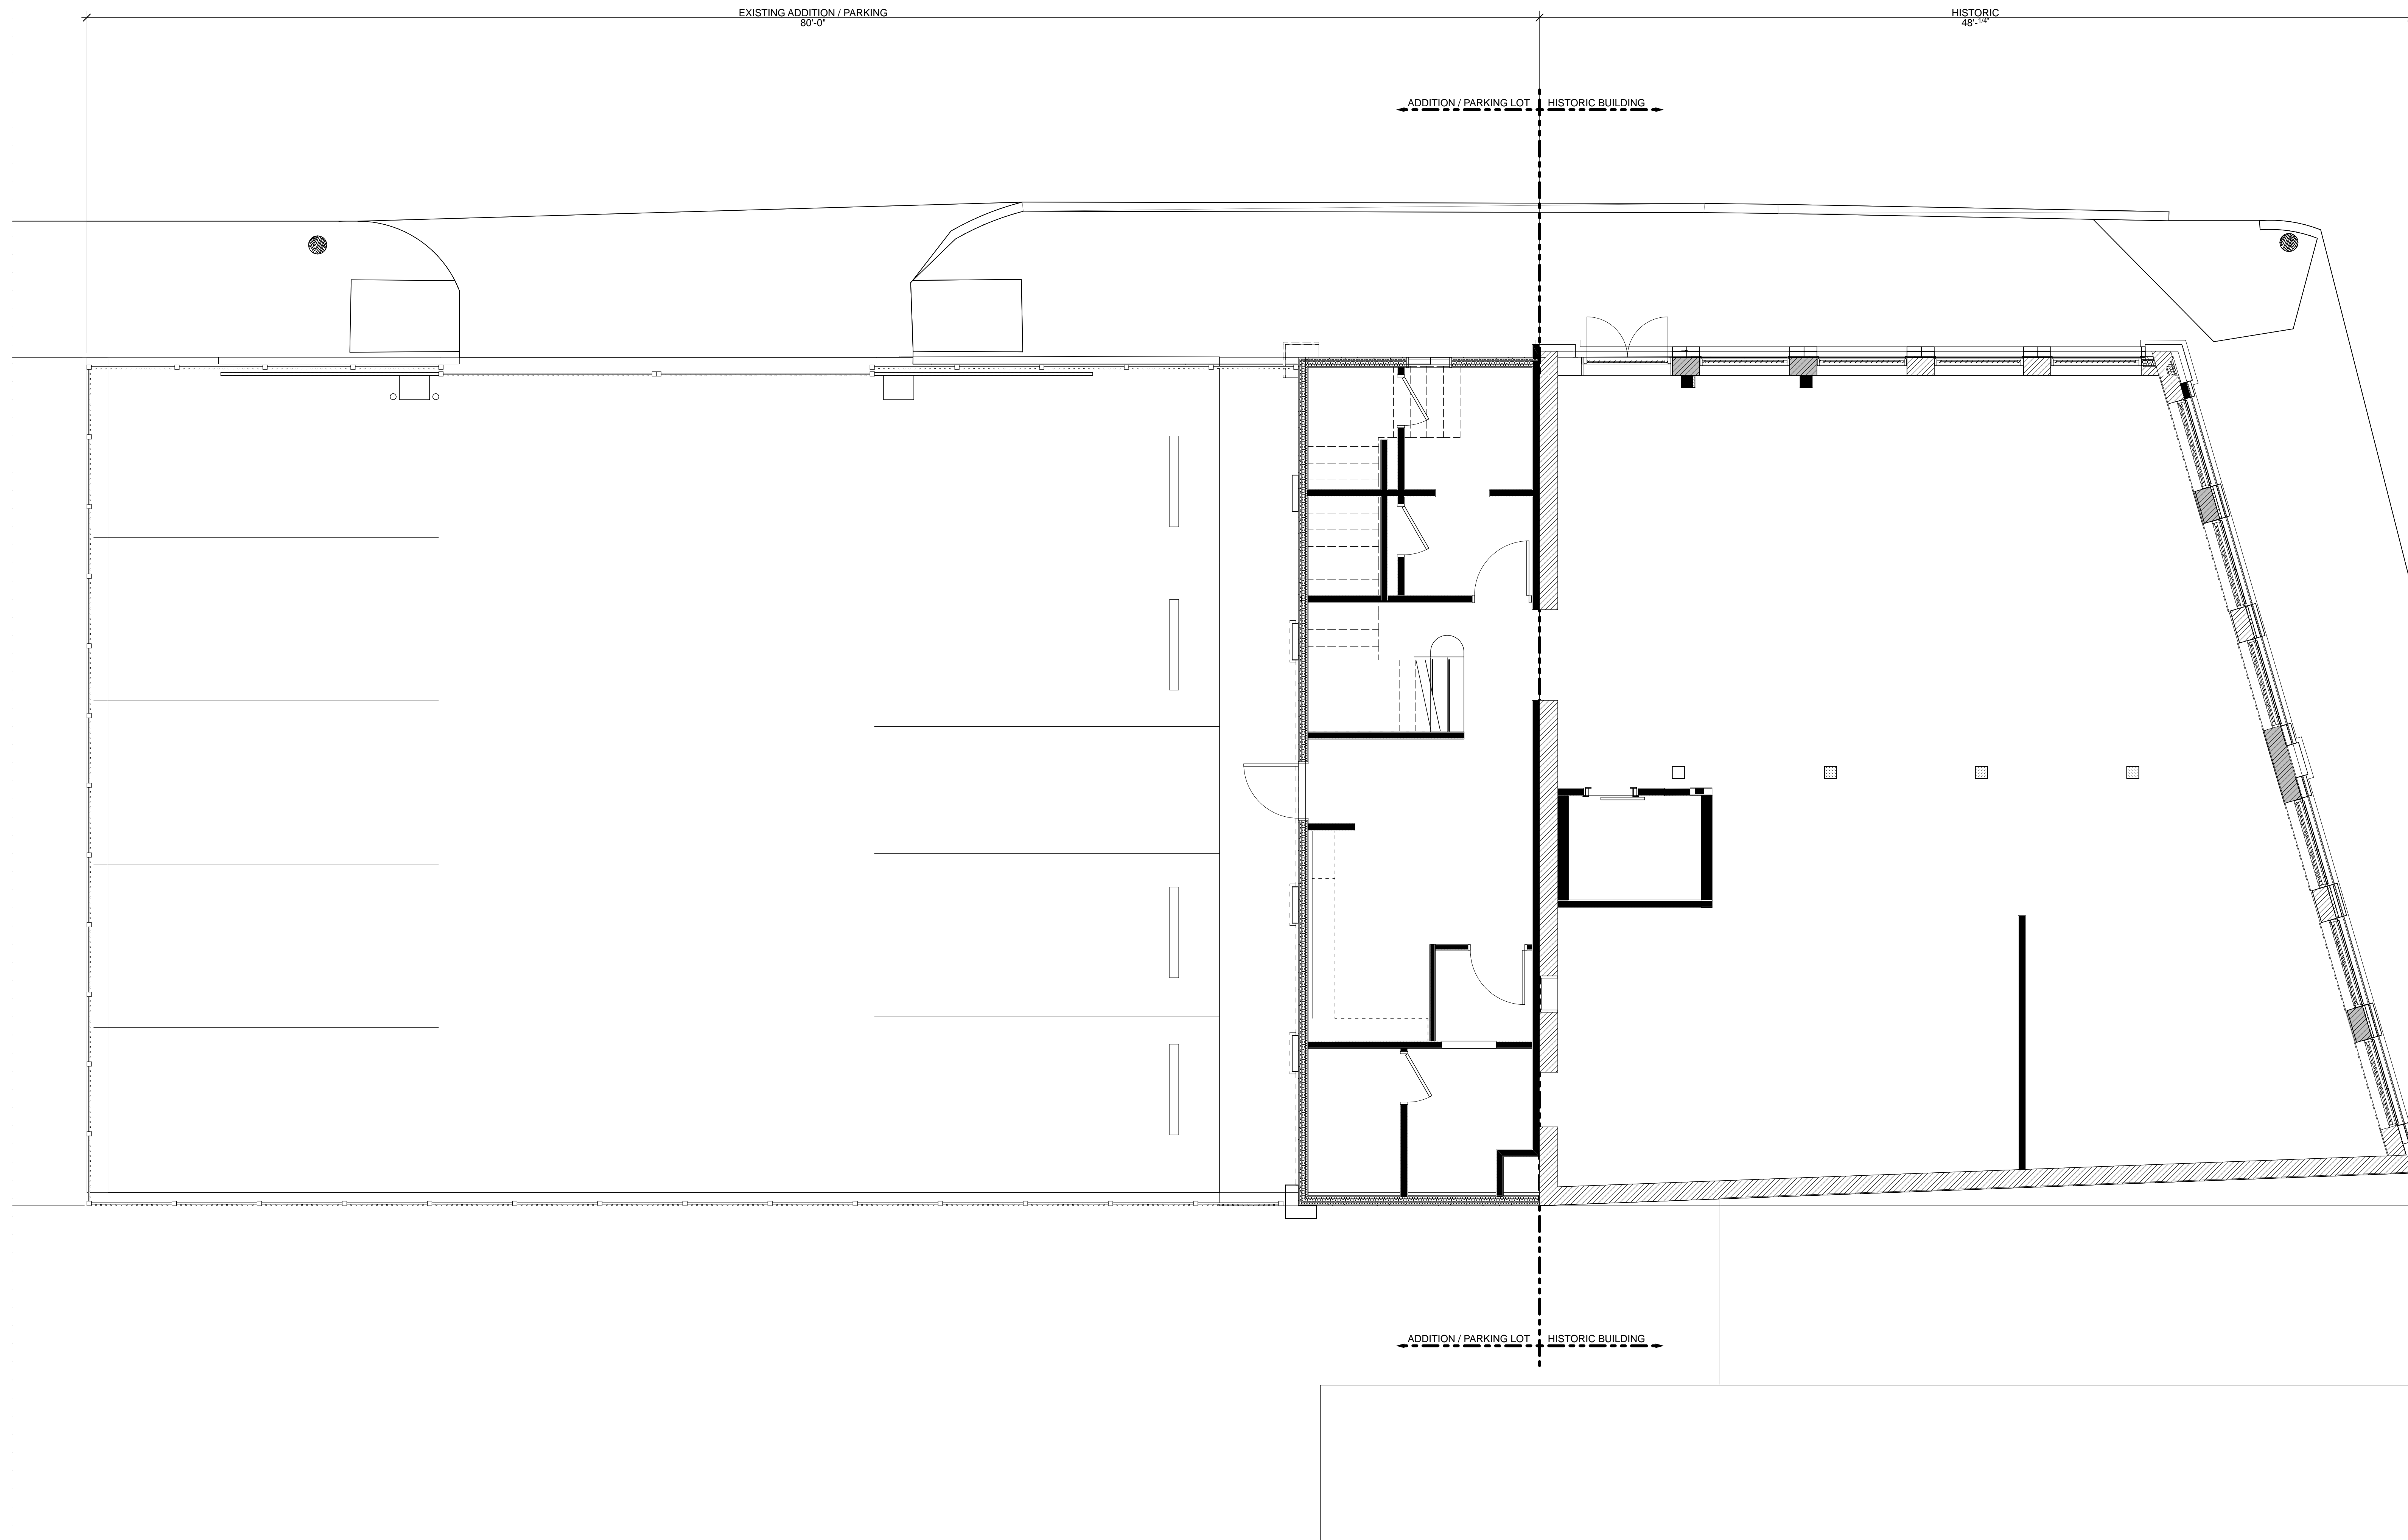 EXISTING ADDITION / PARKING
80'-0"
HISTORIC
48'-1/4"
ADDITION / PARKING LOT
HISTORIC BUILDING
ADDITION / PARKING LOT
HISTORIC BUILDING